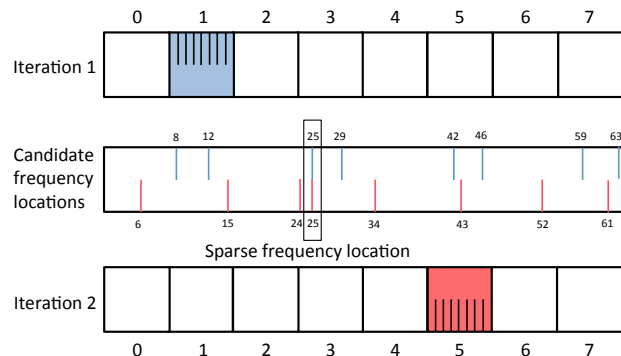 0 1 2 3 4 5 6 7
Iteration 1
8 12 25 29 42 46 59 63
Candidate
frequency
locations
6 15 24 25 34 43 52 61
Sparse frequency location
Iteration 2
0 1 2 3 4 5 6 7